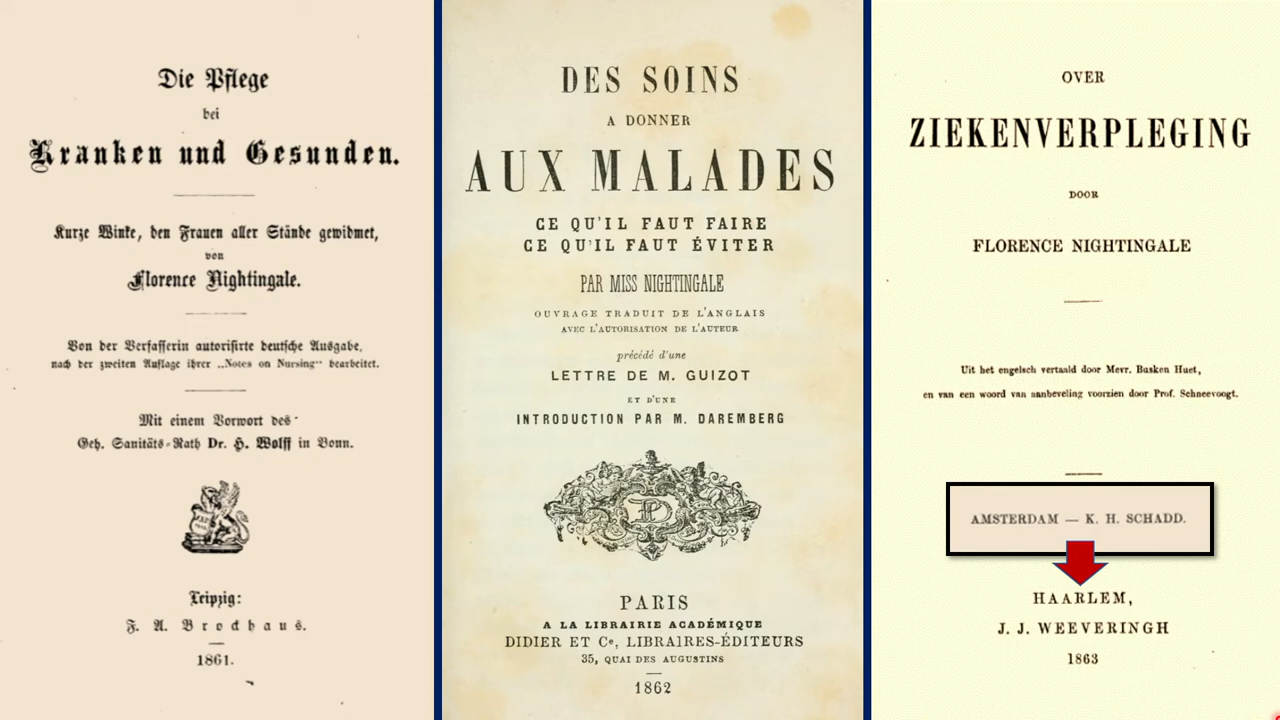 Die Pflege
bei
Kranken und Gesunden.
Kurze Winke, den Frauen aller Stände gewidmet,
von
Florence Nightingale.
Von der Verfasserin autorisirte deutsche Ausgabe,
nach der zweiten Auflage ihrer „Notes on Nursing“ bearbeitet.
Mit einem Vorwort des
Geh. Sanitäts-Rath Dr. H. Wolff in Bonn.
Leipzig:
F. A. Brockhaus.
1861.
DES SOINS
A DONNER
AUX MALADES
CE QU'IL FAUT FAIRE
CE QU'IL FAUT ÉVITER
PAR MISS NIGHTINGALE
OUVRAGE TRADUIT DE L'ANGLAIS
AVEC L'AUTORISATION DE L'AUTEUR
précédé d'une
LETTRE DE M. GUIZOT
ET D'UNE
INTRODUCTION PAR M. DAREMBERG
PARIS
A LA LIBRAIRIE ACADÉMIQUE
DIDIER ET Cᵉ, LIBRAIRES-ÉDITEURS
35, QUAI DES AUGUSTINS
1862
OVER
ZIEKENVERPLEGING
DOOR
FLORENCE NIGHTINGALE
Uit het engelsch vertaald door Mevr. Busken Huet,
en van een woord van aanbeveling voorzien door Prof. Schneevoogt.
AMSTERDAM — K. H. SCHADD.
HAARLEM,
J. J. WEEVERINGH
1863